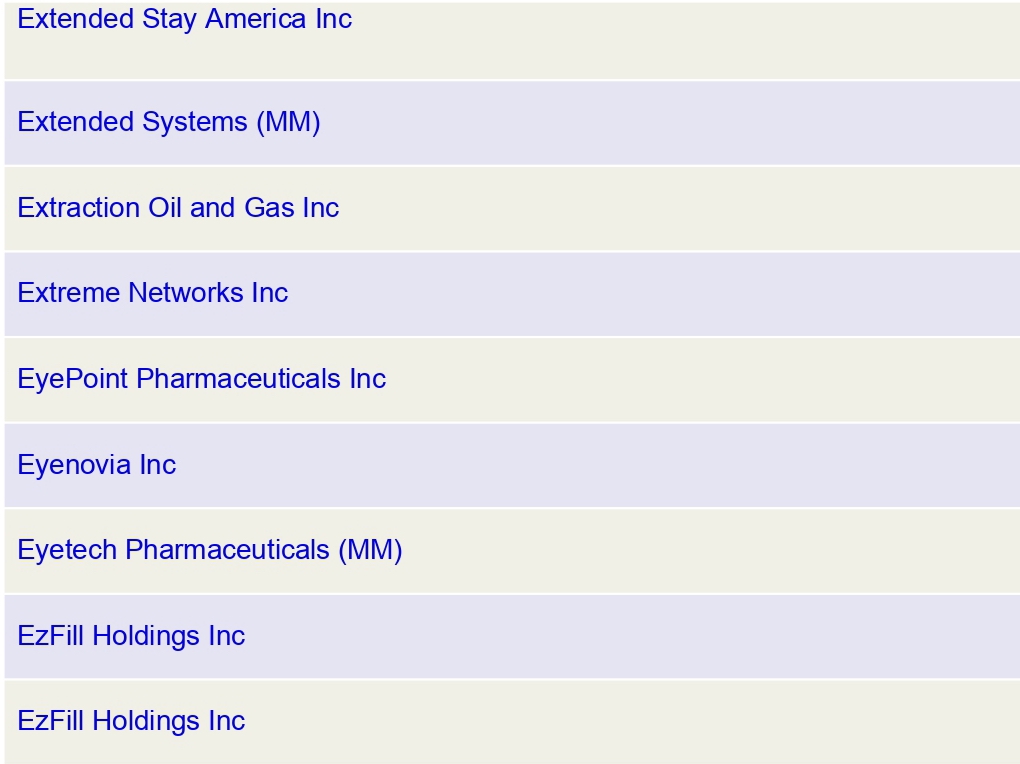 Extended Stay America Inc
Extended Systems (MM)
Extraction Oil and Gas Inc
Extreme Networks Inc
EyePoint Pharmaceuticals Inc
Eyenovia Inc
Eyetech Pharmaceuticals (MM)
EzFill Holdings Inc
EzFill Holdings Inc